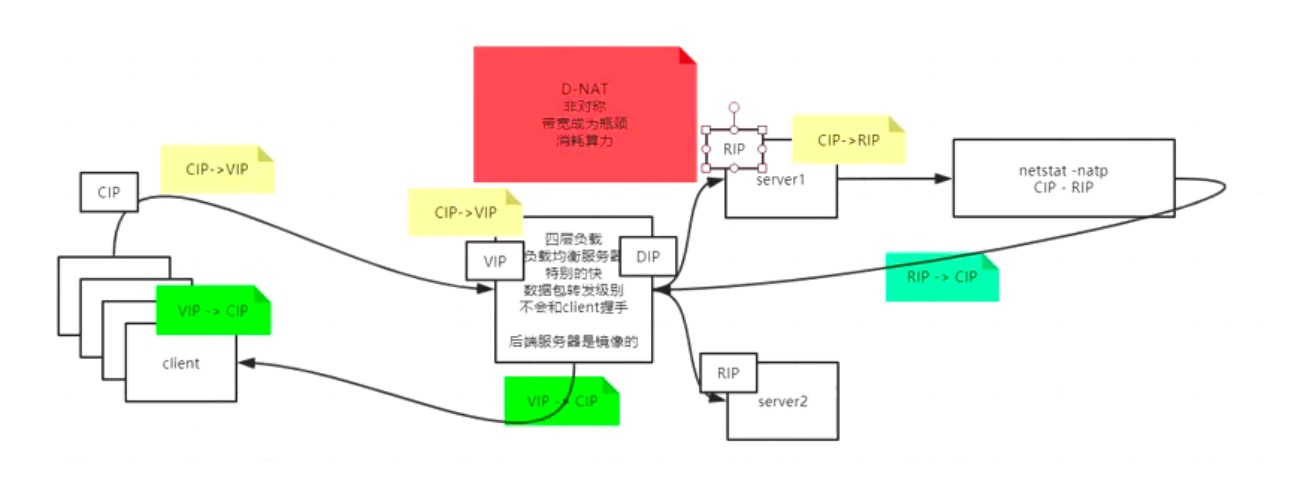 D-NAT
非对称
带宽成为瓶颈
消耗算力
CIP->VIP
CIP
RIP
CIP->RIP
server1
netstat -natp
CIP - RIP
CIP->VIP
VIP
四层负载
负载均衡服务器
特别的快
数据包转发级别
不会和client握手
后端服务器是镜像的
DIP
RIP -> CIP
VIP -> CIP
client
VIP -> CIP
RIP
server2